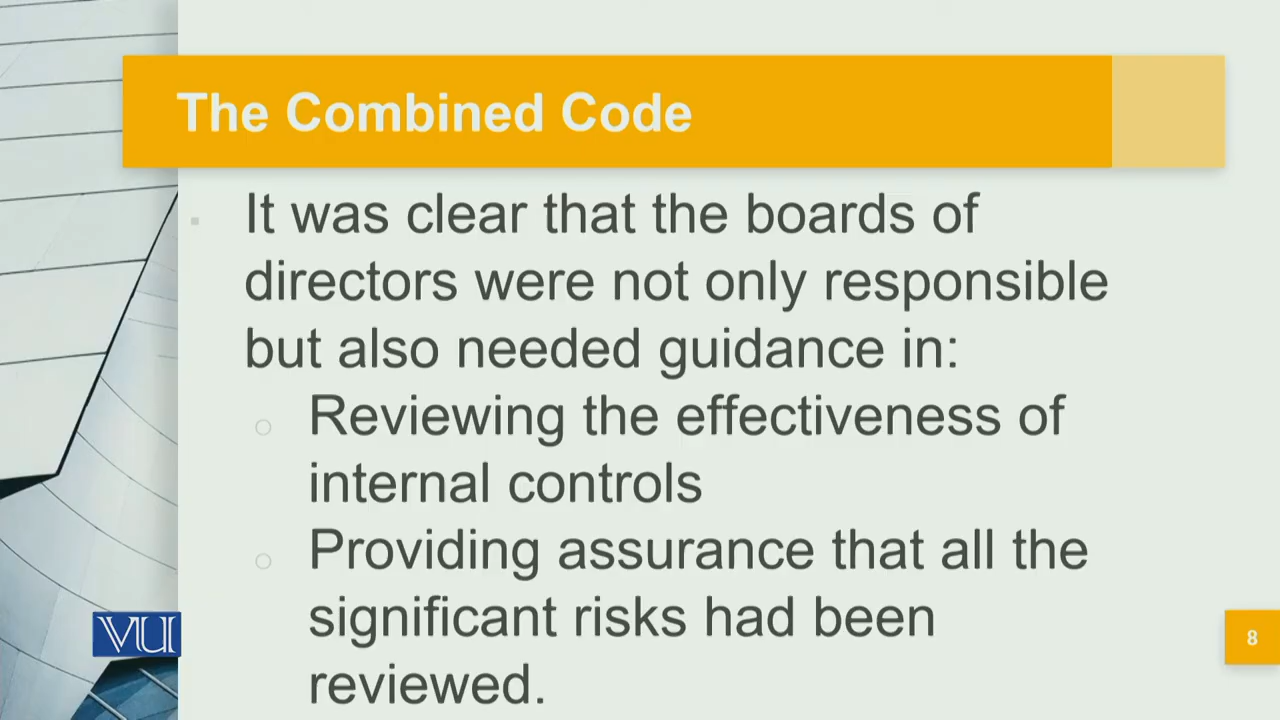 The Combined Code
It was clear that the boards of
directors were not only responsible
but also needed guidance in:
Reviewing the effectiveness of
internal controls
Providing assurance that all the
significant risks had been
reviewed.
VU
8